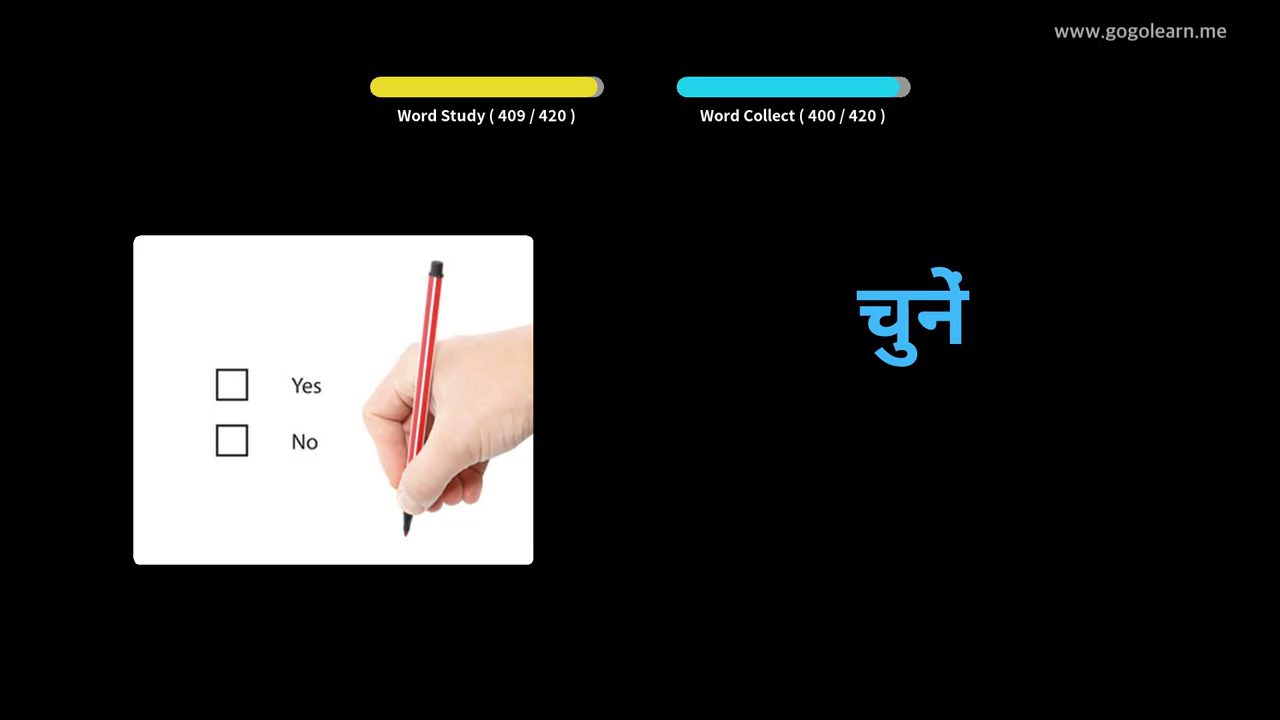 www.gogolearn.me
Word Study ( 409 / 420 )
Word Collect ( 400 / 420 )
चुनें
Yes
No